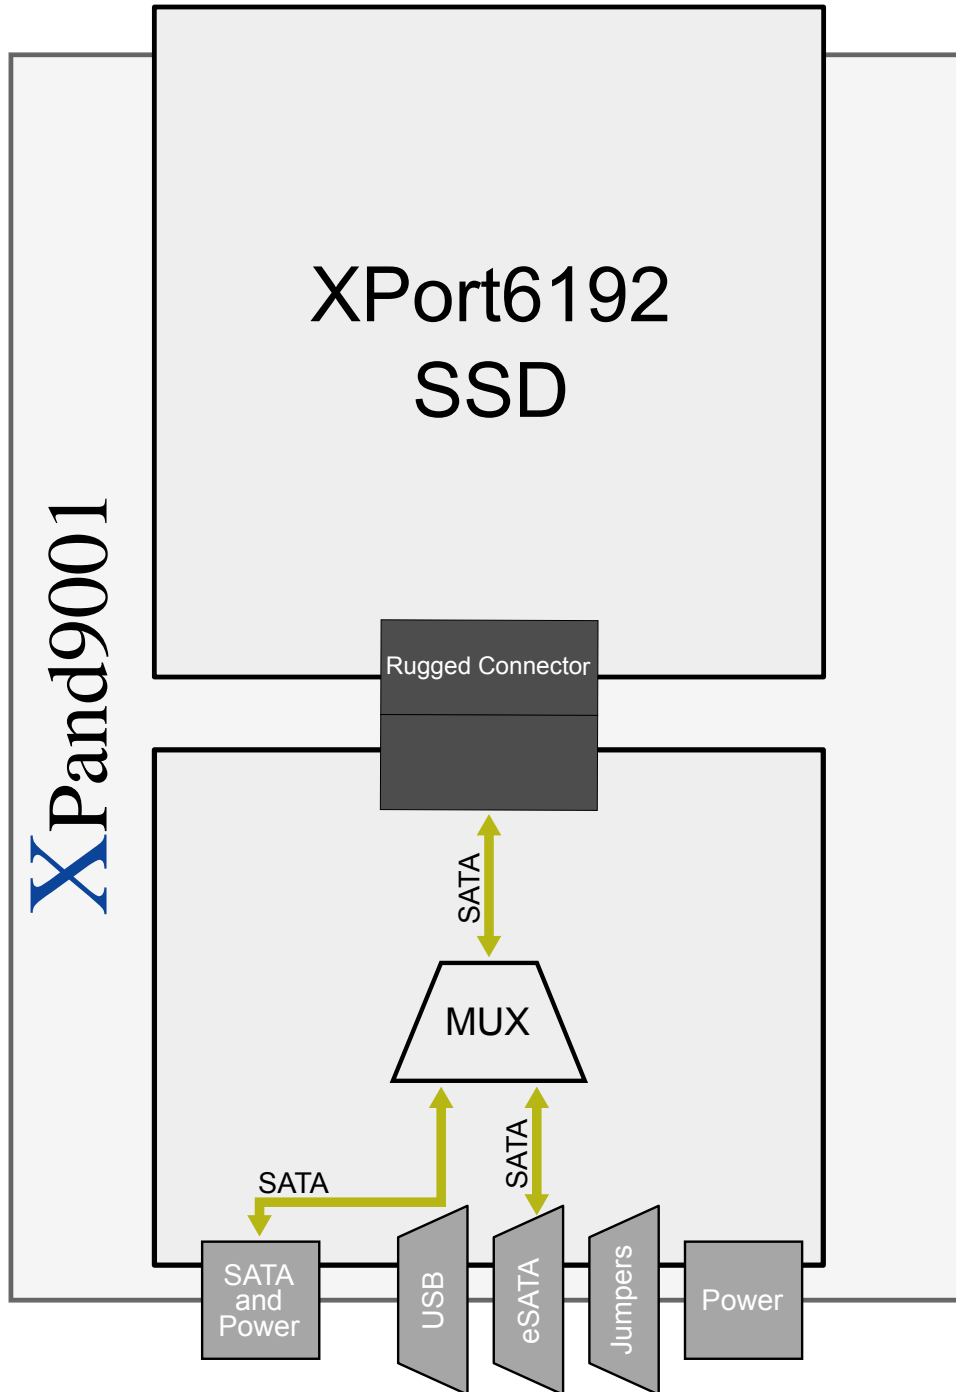 XPort6192
SSD
XPand9001
Rugged Connector
SATA
MUX
SATA
SATA
SATA
and
Power
USB
eSATA
Jumpers
Power